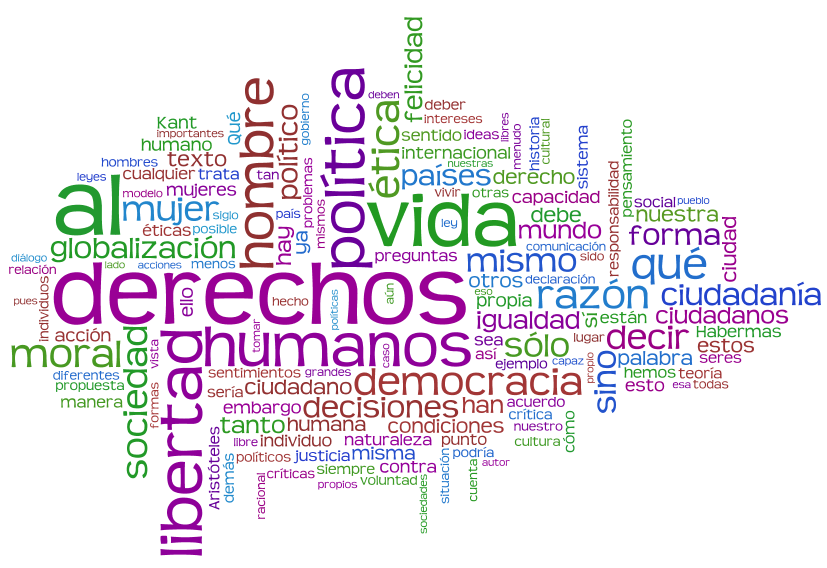 felicidad
deben
deber
intereses
Kant
importantes
Qué
gobierno
político
hombre
política
ética
sentido
ideas
libres
menudo
cultural
historia
sistema
pensamiento
humano
texto
hombres
cualquier
trata
tan
problemas
mismos
internacional
nuestras
países
derecho
leyes
modelo
mujeres
vivir
otras
capacidad
responsabilidad
social
pueblo
al
mujer
siglo
país
hay
ya
vida
ley
debe
nuestra
éticas
posible
mundo
forma
ciudad
globalización
menos
preguntas
comunicación
sido
diálogo
lado
acciones
relación
mismo
qué
otros
declaración
individuos
derechos
ello
hecho
políticas
aún
eso
propia
razón
ciudadanía
pues
acción
tomar
humanos
igualdad
si
están
ciudadanos
moral
sociedad
vista
libertad
caso
sea
así
sólo
lugar
decir
Habermas
estos
diferentes
sentimientos
grandes
ejemplo
capaz
propio
palabra
seres
propuesta
formas
sería
ciudadano
democracia
sino
hemos
teoría
manera
esto
esa
todas
embargo
decisiones
han
acuerdo
crítica
tanto
humana
condiciones
nuestro
cómo
Aristóteles
libre
individuo
naturaleza
punto
cultura
demás
políticos
justicia
misma
podría
racional
críticas
siempre
contra
autor
situación
cuenta
propios
voluntad
sociedades